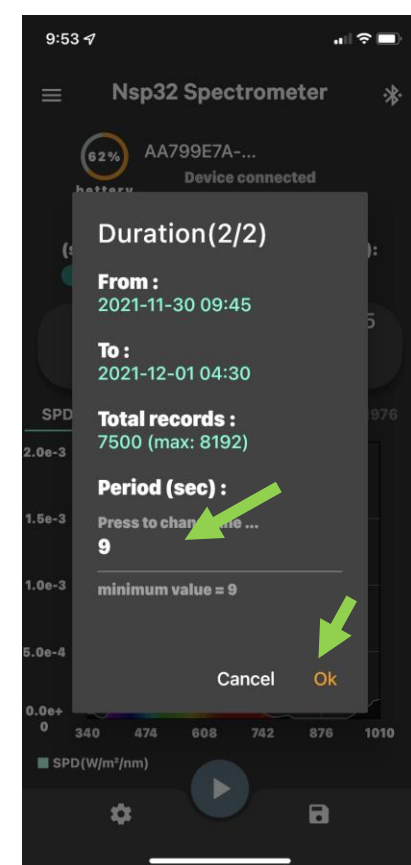 9:53
Nsp32 Spectrometer
62%
AA799E7A-...
battery
Device connected
Duration(2/2)
From :
2021-11-30 09:45
To :
2021-12-01 04:30
Total records :
7500 (max: 8192)
Period (sec) :
Press to change ...
9
minimum value = 9
Cancel
Ok
SPD
1976
2.0e-3
1.5e-3
1.0e-3
5.0e-4
0.0e+
0
340 474 608 742 876 1010
SPD(W/m²/nm)